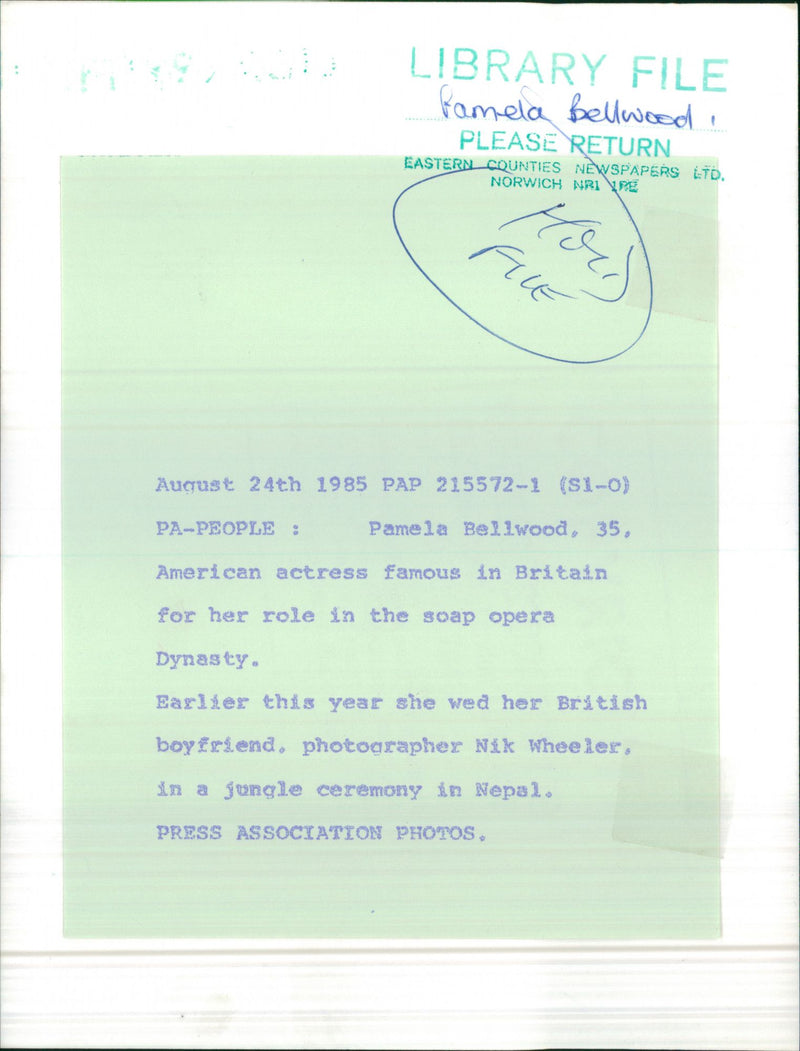 LIBRARY FILE
Pamela Bellwood.
PLEASE RETURN
EASTERN COUNTIES NEWSPAPERS LTD.
NORWICH NR1 1RE
FILE
August 24th 1985 PAP 215572-1 (S1-O)
PA-PEOPLE : Pamela Bellwood, 35,
American actress famous in Britain
for her role in the soap opera
Dynasty.
Earlier this year she wed her British
boyfriend, photographer Nik Wheeler,
in a jungle ceremony in Nepal.
PRESS ASSOCIATION PHOTOS.